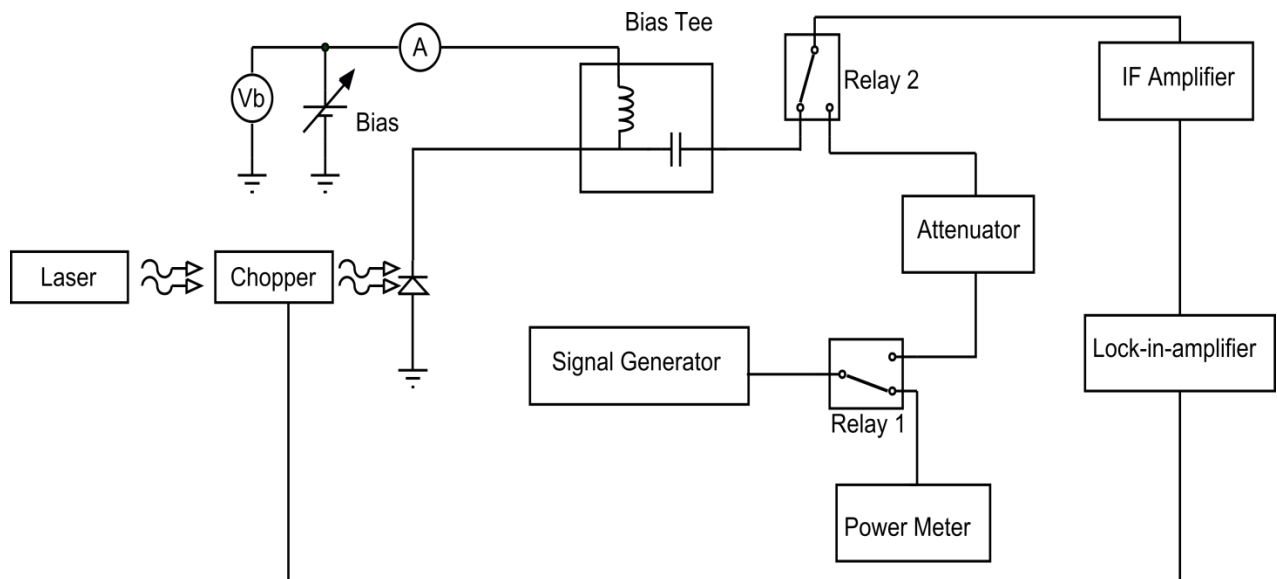 Bias Tee
A
Vb
Bias
Relay 2
IF Amplifier
Attenuator
Laser
Chopper
Signal Generator
Relay 1
Lock-in-amplifier
Power Meter